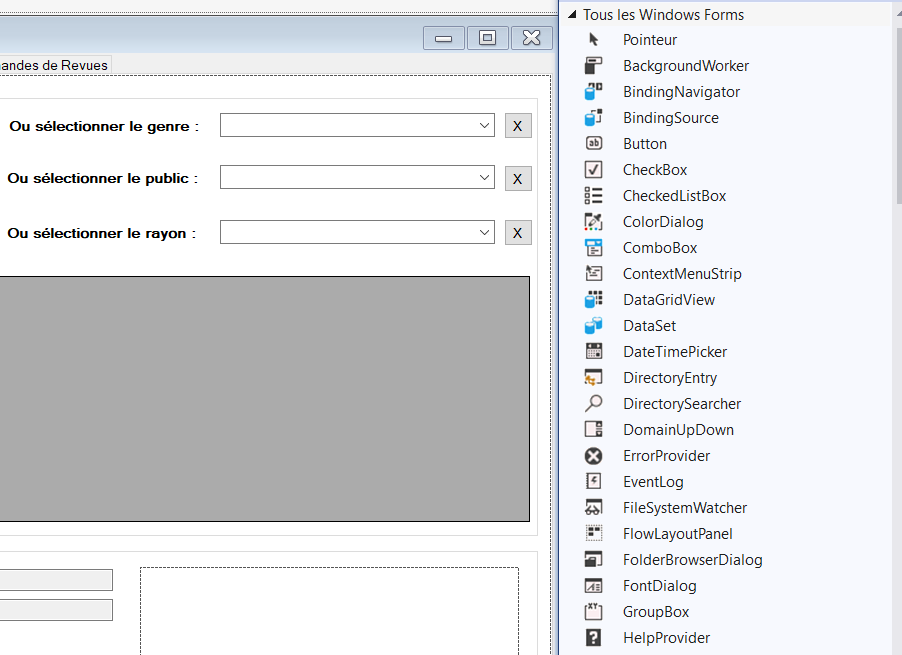 andes de Revues
Ou sélectionner le genre :
X
Ou sélectionner le public :
X
Ou sélectionner le rayon :
X
Tous les Windows Forms
Pointeur
BackgroundWorker
BindingNavigator
BindingSource
Button
CheckBox
CheckedListBox
ColorDialog
ComboBox
ContextMenuStrip
DataGridView
DataSet
DateTimePicker
DirectoryEntry
DirectorySearcher
DomainUpDown
ErrorProvider
EventLog
FileSystemWatcher
FlowLayoutPanel
FolderBrowserDialog
FontDialog
GroupBox
HelpProvider